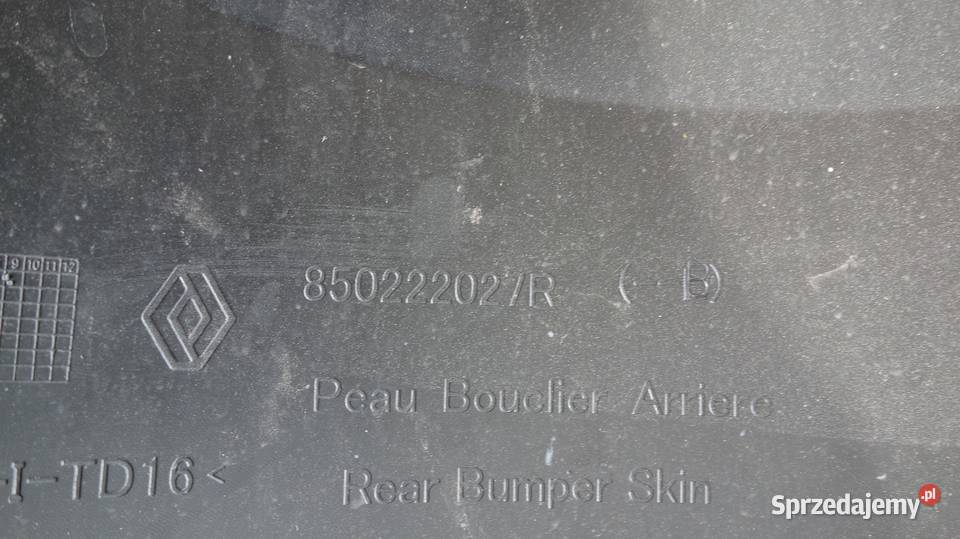 9 10 11 12
850222027R (--B)
Peau Bouclier Arriere
-I-TD16<
Rear Bumper Skin
Sprzedajemy.pl